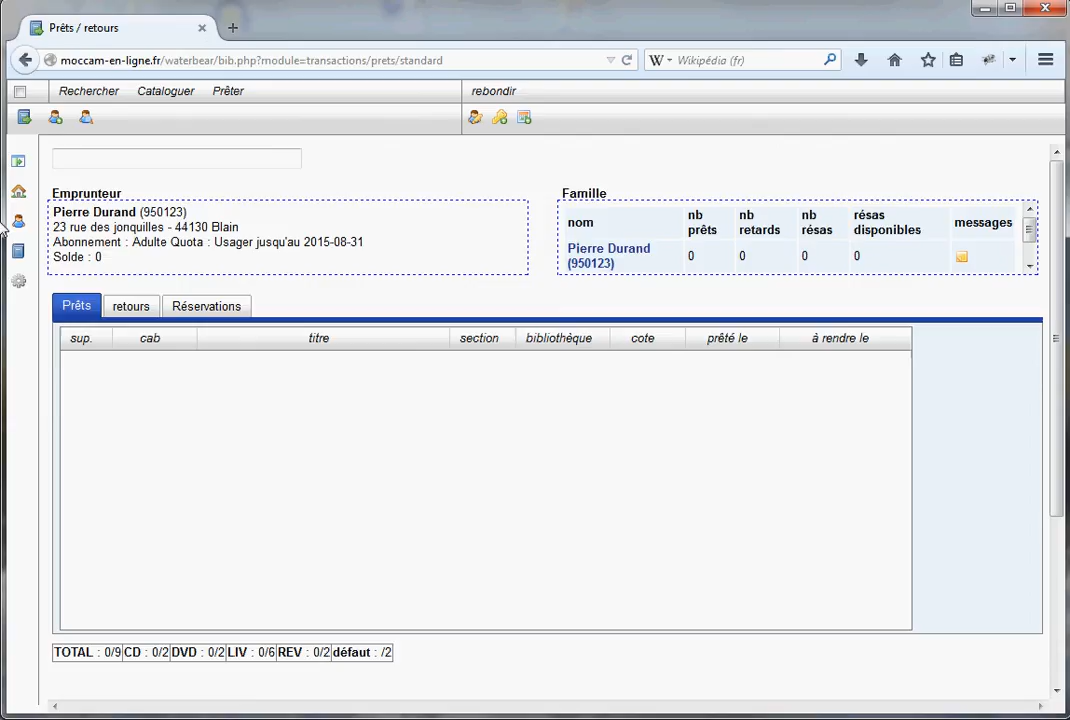 Prêts / retours
moccam-en-ligne.fr/waterbear/bib.php?module=transactions/prets/standard
W Wikipédia (fr)
Rechercher Cataloguer Prêter rebondir
Emprunteur
Pierre Durand (950123)
23 rue des jonquilles - 44130 Blain
Abonnement : Adulte Quota : Usager jusqu'au 2015-08-31
Solde : 0
Famille
nom nb prêts nb retards nb résas résas disponibles messages
Pierre Durand (950123) 0 0 0 0
Prêts retours Réservations
sup. cab titre section bibliothèque cote prêté le à rendre le
TOTAL : 0/9 CD : 0/2 DVD : 0/2 LIV : 0/6 REV : 0/2 défaut : /2